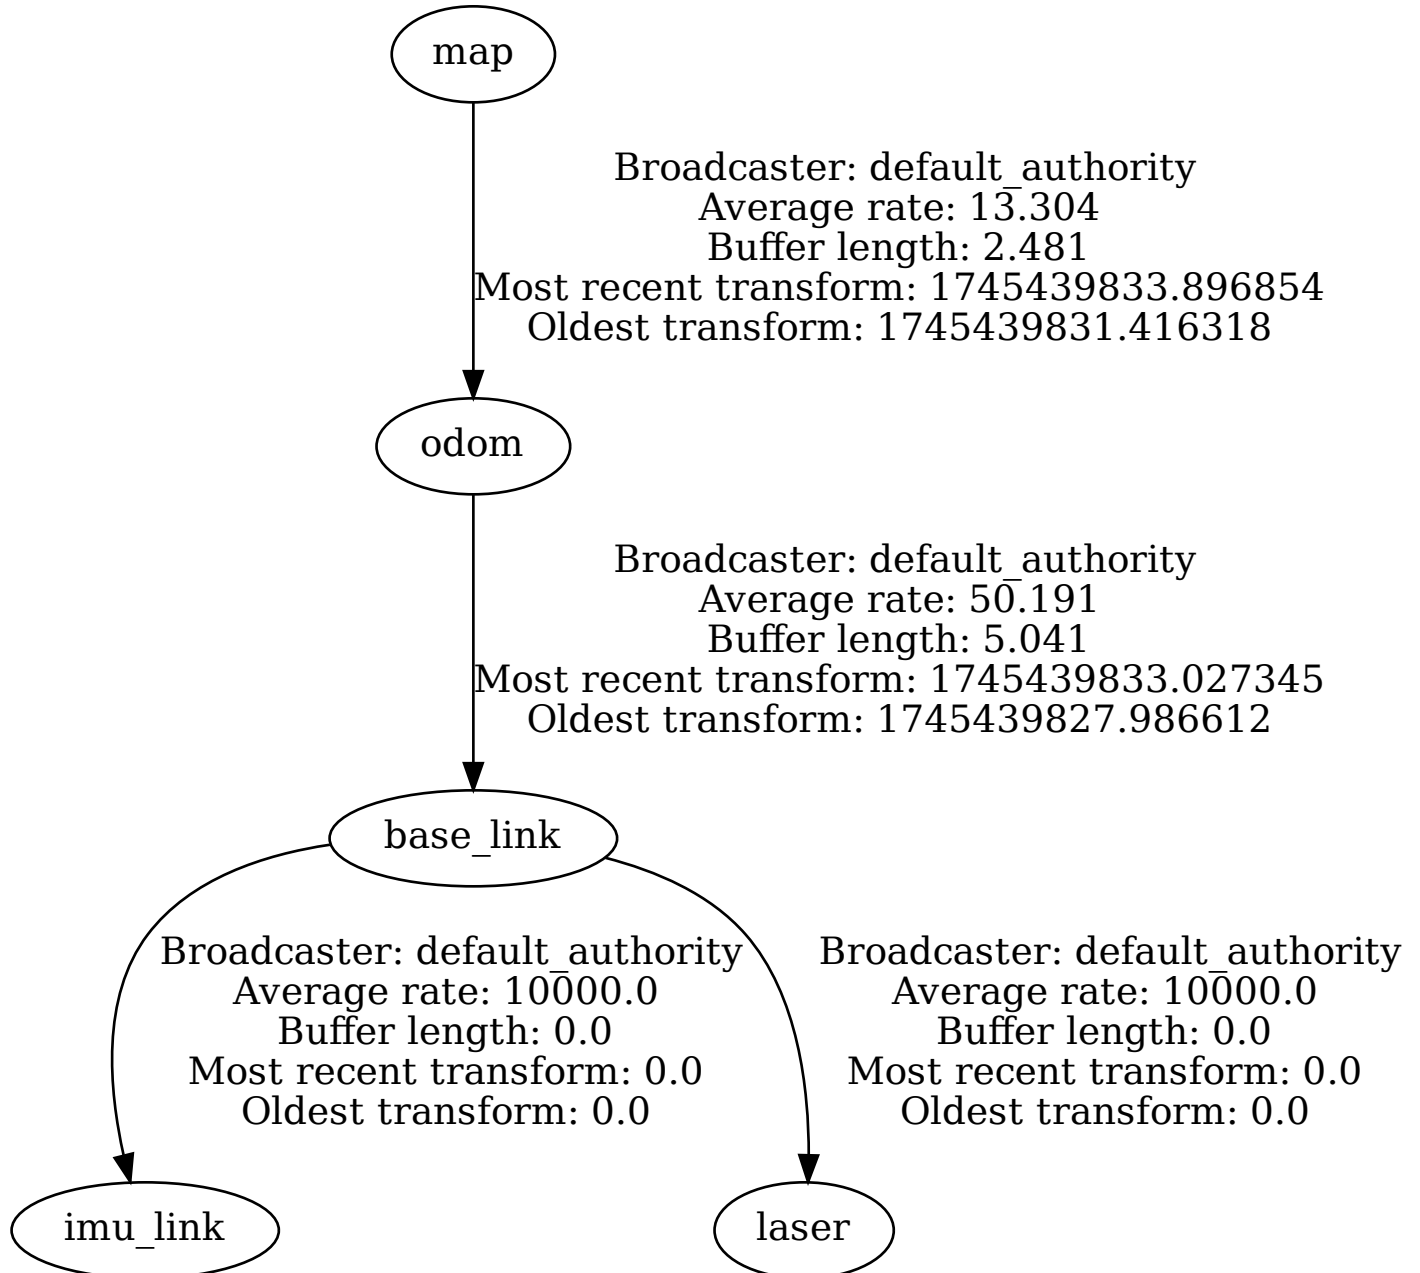 map
Broadcaster: default_authority
Average rate: 13.304
Buffer length: 2.481
Most recent transform: 1745439833.896854
Oldest transform: 1745439831.416318
odom
Broadcaster: default_authority
Average rate: 50.191
Buffer length: 5.041
Most recent transform: 1745439833.027345
Oldest transform: 1745439827.986612
base_link
Broadcaster: default_authority
Average rate: 10000.0
Buffer length: 0.0
Most recent transform: 0.0
Oldest transform: 0.0
Broadcaster: default_authority
Average rate: 10000.0
Buffer length: 0.0
Most recent transform: 0.0
Oldest transform: 0.0
imu_link
laser